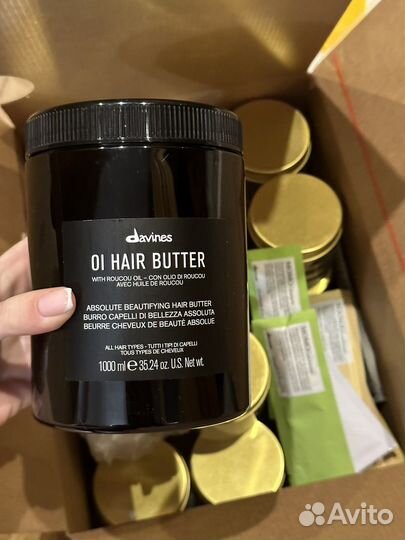 davines
OI HAIR BUTTER
WITH ROUCOU OIL – CON OLIO DI ROUCOU
AVEC HUILE DE ROUCOU
ABSOLUTE BEAUTIFYING HAIR BUTTER
BURRO CAPELLI DI BELLEZZA ASSOLUTA
BEURRE CHEVEUX DE BEAUTÉ ABSOLUE
ALL HAIR TYPES – TUTTI I TIPI DI CAPELLI
TOUS TYPES DE CHEVEUX
1000 ml ℮ 35.24 oz. U.S. Net wt.
Avito